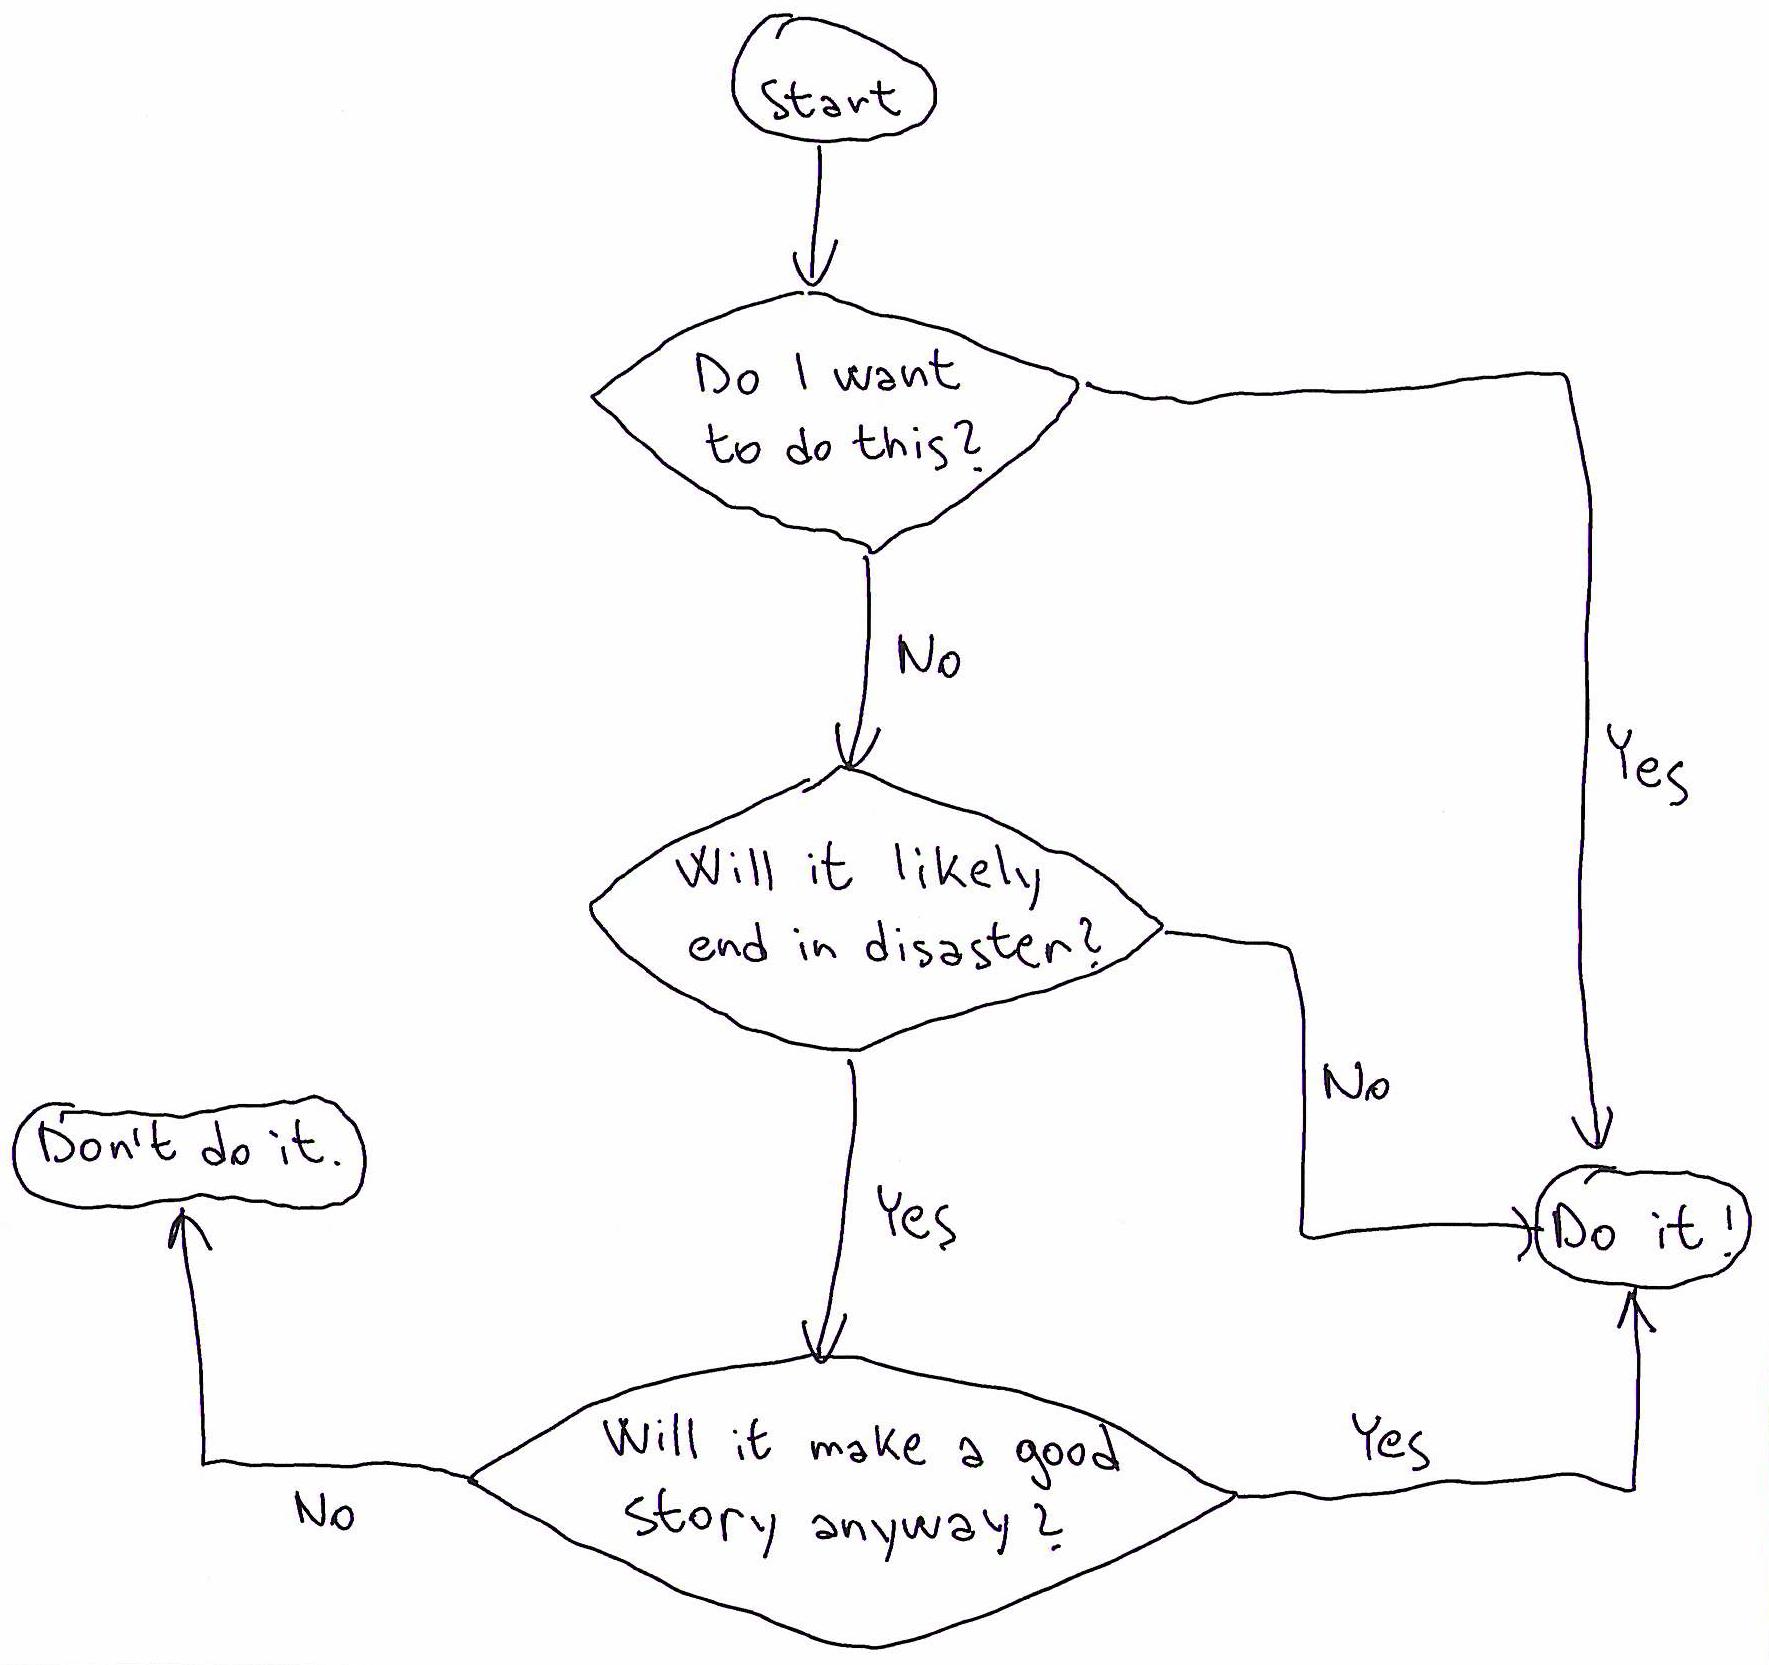 Start
Do I want
to do this?
No
Yes
Will it likely
end in disaster?
No
Don't do it.
Yes
Do it!
Will it make a good
story anyway?
Yes
No